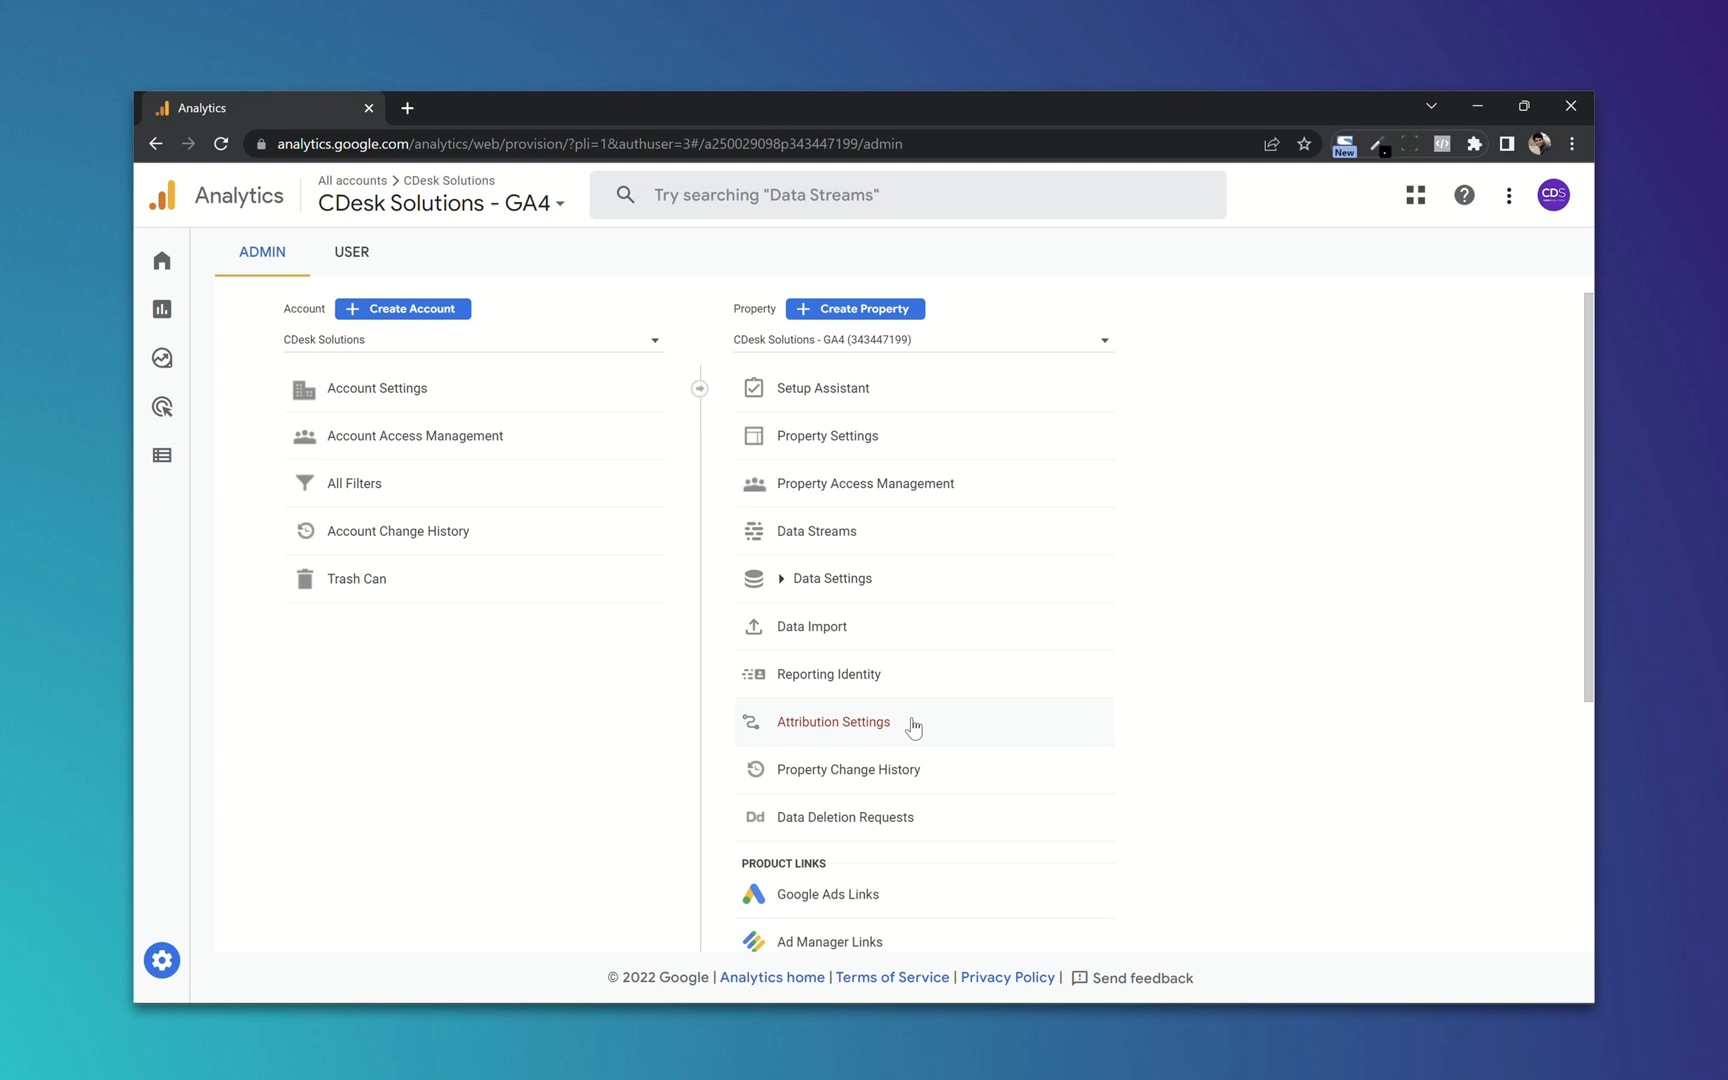 Analytics
analytics.google.com/analytics/web/provision/?pli=1&authuser=3#/a250029098p343447199/admin
New
Analytics
All accounts > CDesk Solutions
CDesk Solutions - GA4
Try searching "Data Streams"
CDS
ADMIN
USER
Account
Create Account
CDesk Solutions
Account Settings
Account Access Management
All Filters
Account Change History
Trash Can
Property
Create Property
CDesk Solutions - GA4 (343447199)
Setup Assistant
Property Settings
Property Access Management
Data Streams
Data Settings
Data Import
Reporting Identity
Attribution Settings
Property Change History
Dd Data Deletion Requests
PRODUCT LINKS
Google Ads Links
Ad Manager Links
© 2022 Google | Analytics home | Terms of Service | Privacy Policy | Send feedback